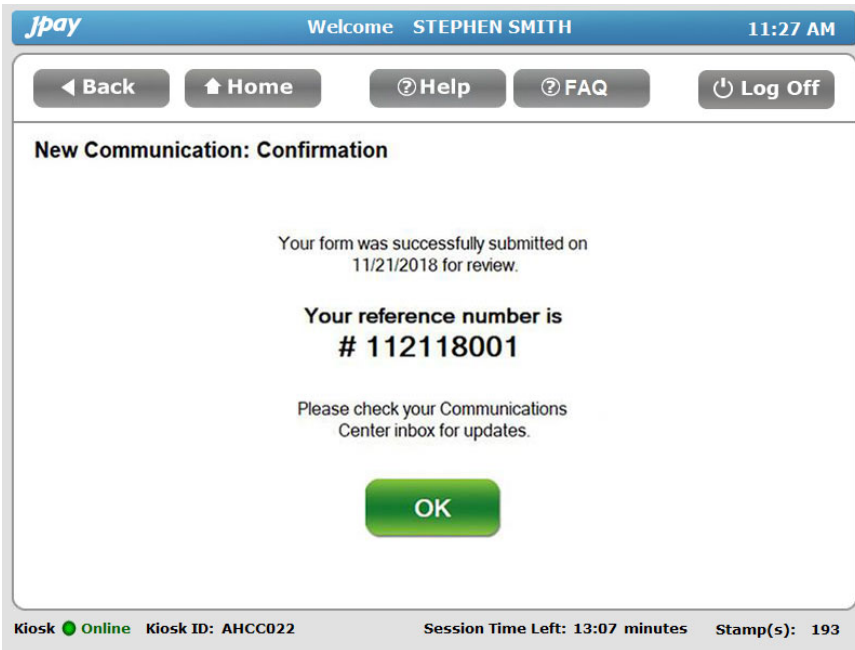 Jpay Welcome STEPHEN SMITH 11:27 AM
Back Home Help FAQ Log Off
New Communication: Confirmation
Your form was successfully submitted on
11/21/2018 for review.
Your reference number is
# 112118001
Please check your Communications
Center inbox for updates.
OK
Kiosk Online Kiosk ID: AHCC022 Session Time Left: 13:07 minutes Stamp(s): 193